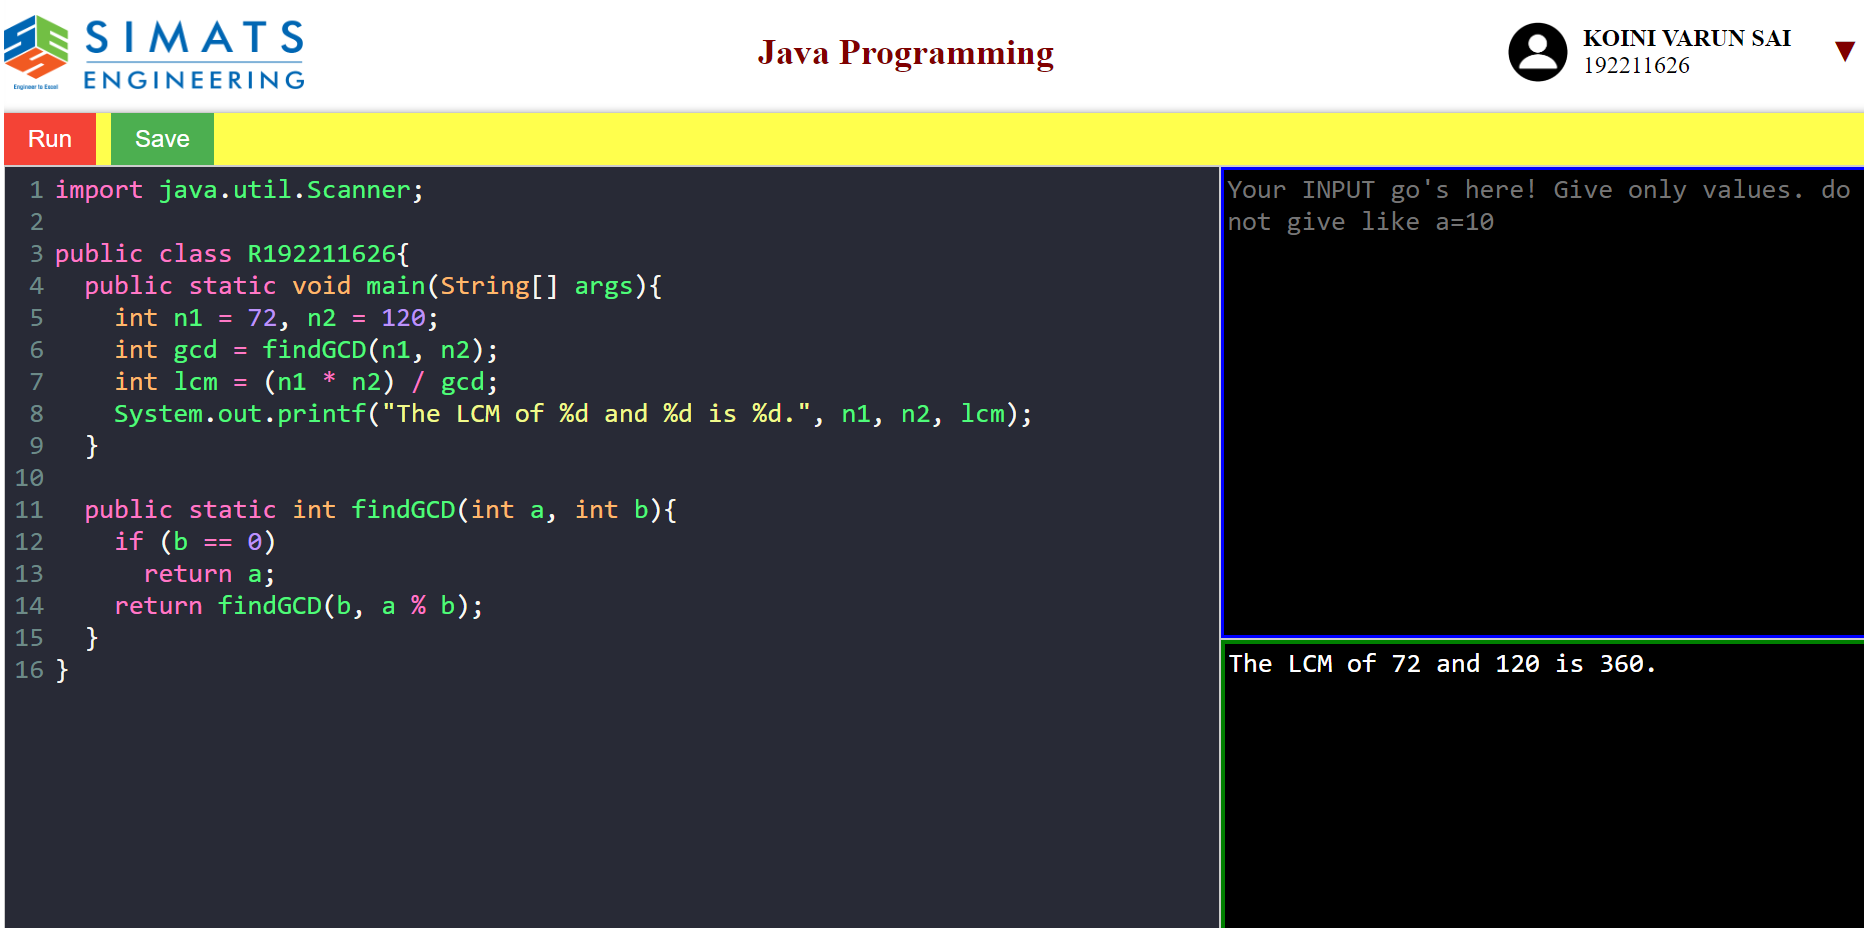 SIMATS
ENGINEERING
Engineer to Excel
Java Programming
KOINI VARUN SAI
192211626
▼
Run
Save
1 import java.util.Scanner;
2
3 public class R192211626{
4   public static void main(String[] args){
5     int n1 = 72, n2 = 120;
6     int gcd = findGCD(n1, n2);
7     int lcm = (n1 * n2) / gcd;
8     System.out.printf("The LCM of %d and %d is %d.", n1, n2, lcm);
9   }
10
11   public static int findGCD(int a, int b){
12     if (b == 0)
13       return a;
14     return findGCD(b, a % b);
15   }
16 }
Your INPUT go's here! Give only values. do
not give like a=10
The LCM of 72 and 120 is 360.